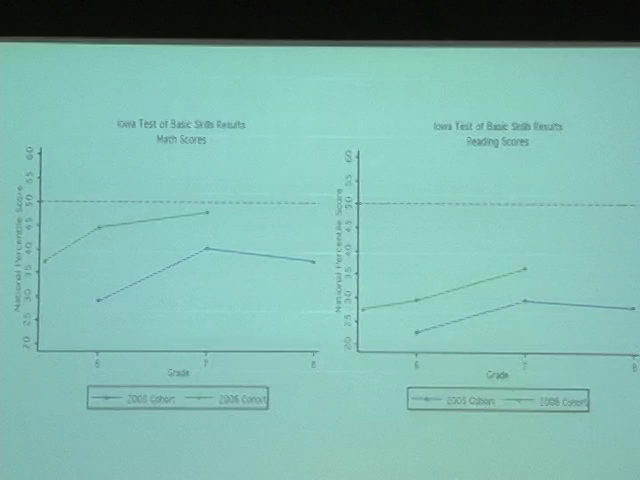 Iowa Test of Basic Skills Results
Math Scores
National Percentile Score
60
55
50
45
40
35
30
25
20
6
7
8
Grade
2005 Cohort
2006 Cohort
Iowa Test of Basic Skills Results
Reading Scores
National Percentile Score
60
55
50
45
40
35
30
25
20
6
7
8
Grade
2005 Cohort
2006 Cohort